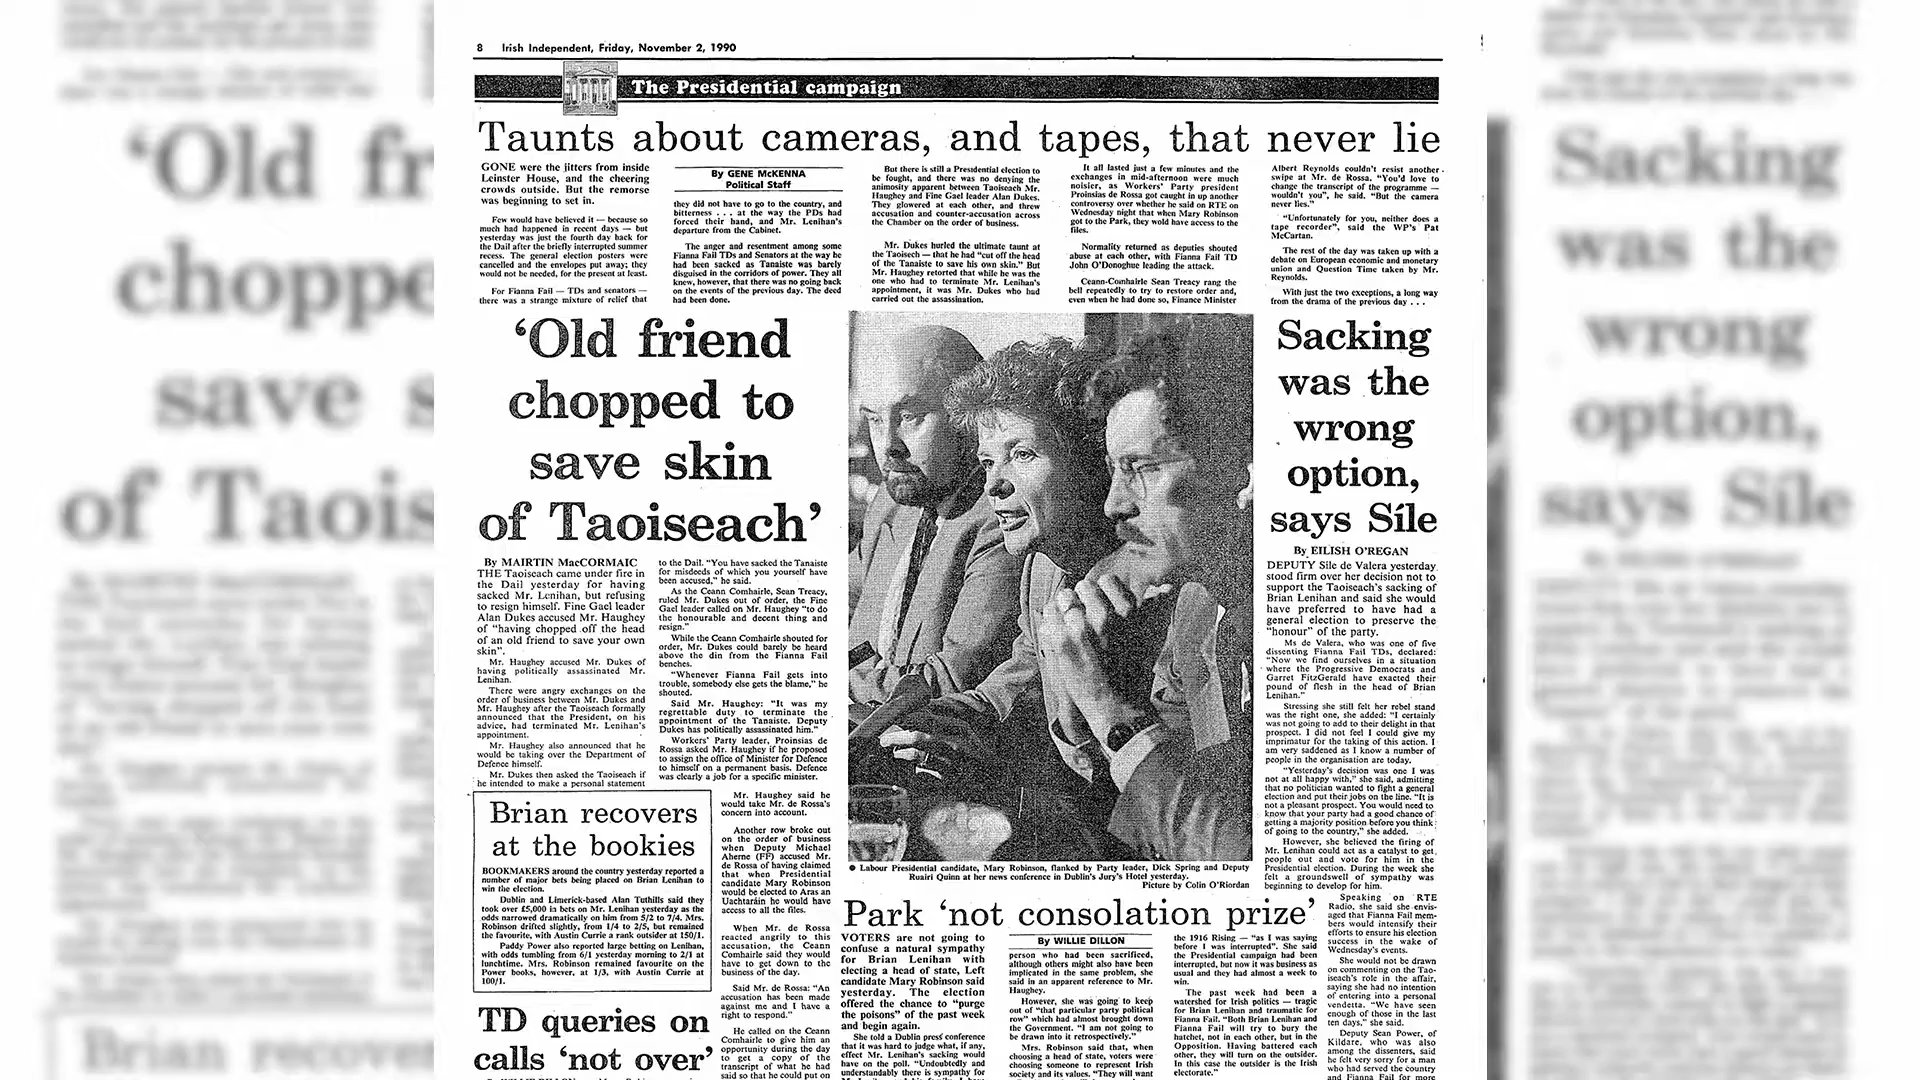 8 Irish Independent, Friday, November 2, 1990
The Presidential campaign
Taunts about cameras, and tapes, that never lie
GONE were the jitters from inside
Leinster House, and the cheering
crowds outside. But the remorse
was beginning to set in.
Few would have believed it — because so
much had happened in recent days — but
yesterday was just the fourth day back for
the Dail after the briefly interrupted summer
recess. The general election posters were
cancelled and the envelopes put away; they
would not be needed, for the present at least.
For Fianna Fail — TDs and senators —
there was a strange mixture of relief that
By GENE McKENNA
Political Staff
they did not have to go to the country, and
bitterness . . . at the way the PDs had
forced their hand, and Mr. Lenihan's
departure from the Cabinet.
The anger and resentment among some
Fianna Fail TDs and Senators at the way he
had been sacked as Tanaiste was barely
disguised in the corridors of power. They all
knew, however, that there was no going back
on the events of the previous day. The deed
had been done.
But there is still a Presidential election to
be fought, and there was no denying the
animosity apparent between Taoiseach Mr.
Haughey and Fine Gael leader Alan Dukes.
They glowered at each other, and threw
accusation and counter-accusation across
the Chamber on the order of business.
Mr. Dukes hurled the ultimate taunt at
the Taoisech — that he had "cut off the head
of the Tanaiste to save his own skin." But
Mr. Haughey retorted that while he was the
one who had to terminate Mr. Lenihan's
appointment, it was Mr. Dukes who had
carried out the assassination.
It all lasted just a few minutes and the
exchanges in mid-afternoon were much
noisier, as Workers' Party president
Proinsias de Rossa got caught in up another
controversy over whether he said on RTE on
Wednesday night that when Mary Robinson
got to the Park, they wold have access to the
files.
Normality returned as deputies shouted
abuse at each other, with Fianna Fail TD
John O'Donoghue leading the attack.
Ceann-Comhairle Sean Treacy rang the
bell repeatedly to try to restore order and,
even when he had done so, Finance Minister
Albert Reynolds couldn't resist another
swipe at Mr. de Rossa. "You'd love to
change the transcript of the programme —
wouldn't you", he said. "But the camera
never lies."
"Unfortunately for you, neither does a
tape recorder", said the WP's Pat
McCartan.
The rest of the day was taken up with a
debate on European economic and monetary
union and Question Time taken by Mr.
Reynolds.
With just the two exceptions, a long way
from the drama of the previous day . . .
'Old friend
chopped to
save skin
of Taoiseach'
By MAIRTIN MacCORMAIC
THE Taoiseach came under fire in
the Dail yesterday for having
sacked Mr. Lenihan, but refusing
to resign himself. Fine Gael leader
Alan Dukes accused Mr. Haughey
of "having chopped off the head
of an old friend to save your own
skin".
Mr. Haughey accused Mr. Dukes of
having politically assassinated Mr.
Lenihan.
There were angry exchanges on the
order of business between Mr. Dukes and
Mr. Haughey after the Taoiseach formally
announced that the President, on his
advice, had terminated Mr. Lenihan's
appointment.
Mr. Haughey also announced that he
would be taking over the Department of
Defence himself.
Mr. Dukes then asked the Taoiseach if
he intended to make a personal statement
to the Dail. "You have sacked the Tanaiste
for misdeeds of which you yourself have
been accused," he said.
As the Ceann Comhairle, Sean Treacy,
ruled Mr. Dukes out of order, the Fine
Gael leader called on Mr. Haughey "to do
the honourable and decent thing and
resign."
While the Ceann Comhairle shouted for
order, Mr. Dukes could barely be heard
above the din from the Fianna Fail
benches.
"Whenever Fianna Fail gets into
trouble, somebody else gets the blame," he
shouted.
Said Mr. Haughey: "It was my
regrettable duty to terminate the
appointment of the Tanaiste. Deputy
Dukes has politically assassinated him."
Workers' Party leader, Proinsias de
Rossa asked Mr. Haughey if he proposed
to assign the office of Minister for Defence
to himself on a permanent basis. Defence
was clearly a job for a specific minister.
Mr. Haughey said he
would take Mr. de Rossa's
concern into account.
Another row broke out
on the order of business
when Deputy Michael
Aherne (FF) accused Mr.
de Rossa of having claimed
that when Presidential
candidate Mary Robinson
would be elected to Aras an
Uachtaráin he would have
access to all the files.
When Mr. de Rossa
reacted angrily to this
accusation, the Ceann
Comhairle said they would
have to get down to the
business of the day.
Said Mr. de Rossa: "An
accusation has been made
against me and I have a
right to respond."
He called on the Ceann
Comhairle to give him an
opportunity during the day
to get a copy of the
transcript of what he had
said so that he could put on
Brian recovers
at the bookies
BOOKMAKERS around the country yesterday reported a
number of major bets being placed on Brian Lenihan to
win the election.
Dublin and Limerick-based Alan Tuthills said they
took over £5,000 in bets on Mr. Lenihan yesterday as the
odds narrowed dramatically on him from 5/2 to 7/4. Mrs.
Robinson drifted slightly, from 1/4 to 2/5, but remained
the favourite, with Austin Currie a rank outsider at 150/1.
Paddy Power also reported large betting on Lenihan,
with odds tumbling from 6/1 yesterday morning to 2/1 at
lunchtime. Mrs. Robinson remained favourite on the
Power books, however, at 1/3, with Austin Currie at
100/1.
TD queries on
calls 'not over'
● Labour Presidential candidate, Mary Robinson, flanked by Party leader, Dick Spring and Deputy
Ruairi Quinn at her news conference in Dublin's Jury's Hotel yesterday.
Picture by Colin O'Riordan
Park 'not consolation prize'
VOTERS are not going to
confuse a natural sympathy
for Brian Lenihan with
electing a head of state, Left
candidate Mary Robinson said
yesterday. The election
offered the chance to "purge
the poisons" of the past week
and begin again.
She told a Dublin press conference
that it was hard to judge what, if any,
effect Mr. Lenihan's sacking would
have on the poll. "Undoubtedly and
understandably there is sympathy for
By WILLIE DILLON
person who had been sacrificed,
although others might also have been
implicated in the same problem, she
said in an apparent reference to Mr.
Haughey.
However, she was going to keep
out of "that particular party political
row" which had almost brought down
the Government. "I am not going to
be drawn into it retrospectively."
Mrs. Robinson said that, when
choosing a head of state, voters were
choosing someone to represent Irish
society and its values. "They will want
the 1916 Rising — "as I was saying
before I was interrupted". She said
the Presidential campaign had been
interrupted, but now it was business as
usual and they had almost a week to
win.
The past week had been a
watershed for Irish politics — tragic
for Brian Lenihan and traumatic for
Fianna Fail. "Both Brian Lenihan and
Fianna Fail will try to bury the
hatchet, not in each other, but in the
Opposition. Having battered each
other, they will turn on the outsider.
In this case the outsider is the Irish
electorate."
Sacking
was the
wrong
option,
says Síle
By EILISH O'REGAN
DEPUTY Síle de Valera yesterday
stood firm over her decision not to
support the Taoiseach's sacking of
Brian Lenihan and said she would
have preferred to have had a
general election to preserve the
"honour" of the party.
Ms de Valera, who was one of five
dissenting Fianna Fail TDs, declared:
"Now we find ourselves in a situation
where the Progressive Democrats and
Garret FitzGerald have exacted their
pound of flesh in the head of Brian
Lenihan."
Stressing she still felt her rebel stand
was the right one, she added: "I certainly
was not going to add to their delight in that
prospect. I did not feel I could give my
imprimatur for the taking of this action. I
am very saddened as I know a number of
people in the organisation are today.
"Yesterday's decision was one I was
not at all happy with," she said, admitting
that no politician wanted to fight a general
election and put their jobs on the line. "It is
not a pleasant prospect. You would need to
know that your party had a good chance of
getting a majority position before you think
of going to the country," she added.
However, she believed the firing of
Mr. Lenihan could act as a catalyst to get
people out and vote for him in the
Presidential election. During the week she
felt a groundswell of sympathy was
beginning to develop for him.
Speaking on RTE
Radio, she said she envis-
aged that Fianna Fail mem-
bers would intensify their
efforts to ensure his election
success in the wake of
Wednesday's events.
She would not be drawn
on commenting on the Tao-
iseach's role in the affair,
saying she had no intention
of entering into a personal
vendetta. "We have seen
enough of those in the last
ten days," she said.
Deputy Sean Power, of
Kildare, who was also
among the dissenters, said
he felt very sorry for a man
who had served the country
and Fianna Fail for more